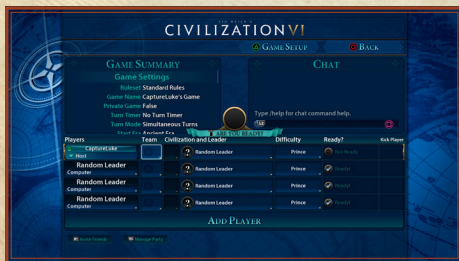 SID MEIER'S
CIVILIZATION VI
GAME SETUP
BACK
GAME SUMMARY
Game Settings
Ruleset Standard Rules
Game Name CaptureLuke's Game
Private Game False
Turn Timer No Turn Timer
Turn Mode Simultaneous Turns
Start Era Ancient Era
CHAT
Type /help for chat command help.
ARE YOU READY?
Players Team Civilization and Leader Difficulty Ready? Kick Player
CaptureLuke
Host
Random Leader Prince Not Ready
Random Leader
Computer
Random Leader Prince Ready!
Random Leader
Computer
Random Leader Prince Ready!
Random Leader
Computer
Random Leader Prince Ready!
ADD PLAYER
Invite Friends
Manage Party